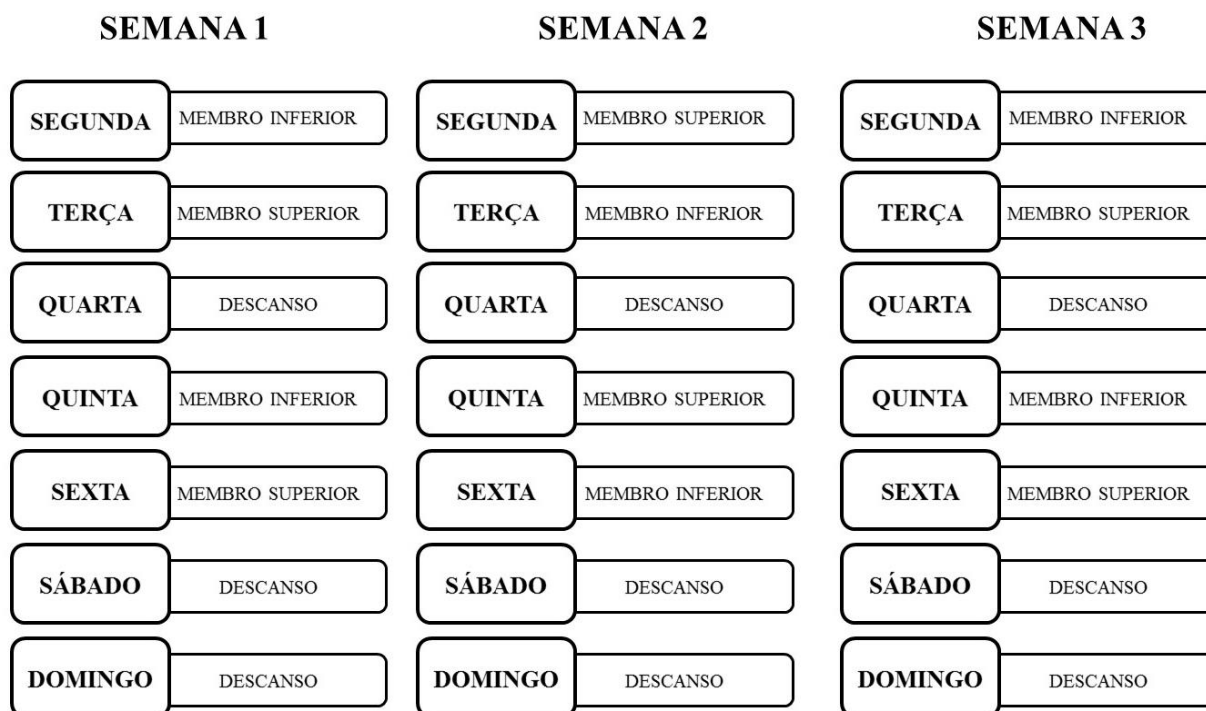 SEMANA 1
SEMANA 2
SEMANA 3
SEGUNDA MEMBRO INFERIOR
SEGUNDA MEMBRO SUPERIOR
SEGUNDA MEMBRO INFERIOR
TERÇA MEMBRO SUPERIOR
TERÇA MEMBRO INFERIOR
TERÇA MEMBRO SUPERIOR
QUARTA DESCANSO
QUARTA DESCANSO
QUARTA DESCANSO
QUINTA MEMBRO INFERIOR
QUINTA MEMBRO SUPERIOR
QUINTA MEMBRO INFERIOR
SEXTA MEMBRO SUPERIOR
SEXTA MEMBRO INFERIOR
SEXTA MEMBRO SUPERIOR
SÁBADO DESCANSO
SÁBADO DESCANSO
SÁBADO DESCANSO
DOMINGO DESCANSO
DOMINGO DESCANSO
DOMINGO DESCANSO